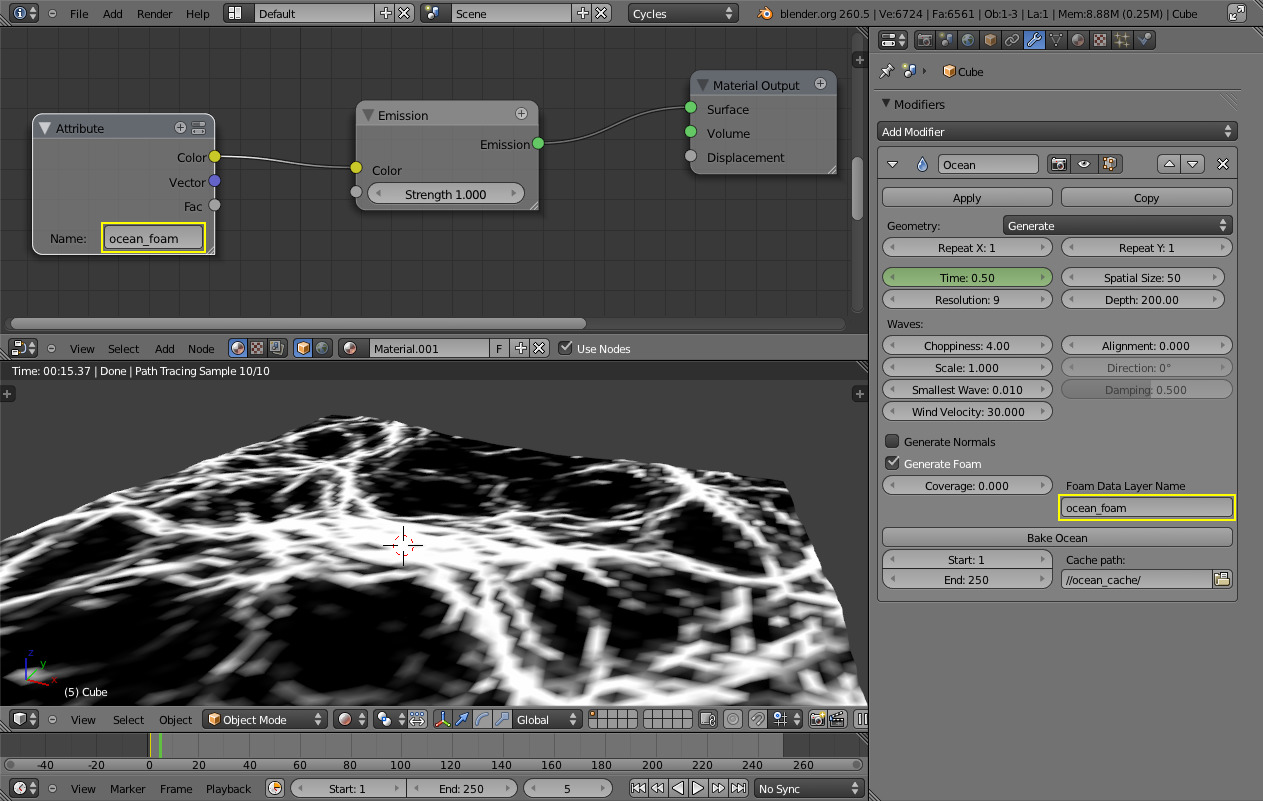 File Add Render Help Default Scene Cycles blender.org 260.5 | Ve:6724 | Fa:6561 | Ob:1-3 | La:1 | Mem:8.88M (0.25M) | Cube
Attribute
Color
Vector
Fac
Name: ocean_foam
Emission
Emission
Color
Strength 1.000
Material Output
Surface
Volume
Displacement
View Select Add Node Material.001 F Use Nodes
Time: 00:15.37 | Done | Path Tracing Sample 10/10
z
y
x
(5) Cube
View Select Object Object Mode Global
-40 -20 0 20 40 60 80 100 120 140 160 180 200 220 240 260
View Marker Frame Playback Start: 1 End: 250 5 No Sync
Cube
Modifiers
Add Modifier
Ocean
Apply Copy
Geometry: Generate
Repeat X: 1 Repeat Y: 1
Time: 0.50 Spatial Size: 50
Resolution: 9 Depth: 200.00
Waves:
Choppiness: 4.00 Alignment: 0.000
Scale: 1.000 Direction: 0°
Smallest Wave: 0.010 Damping: 0.500
Wind Velocity: 30.000
Generate Normals
Generate Foam
Coverage: 0.000 Foam Data Layer Name
ocean_foam
Bake Ocean
Start: 1 Cache path:
End: 250 //ocean_cache/